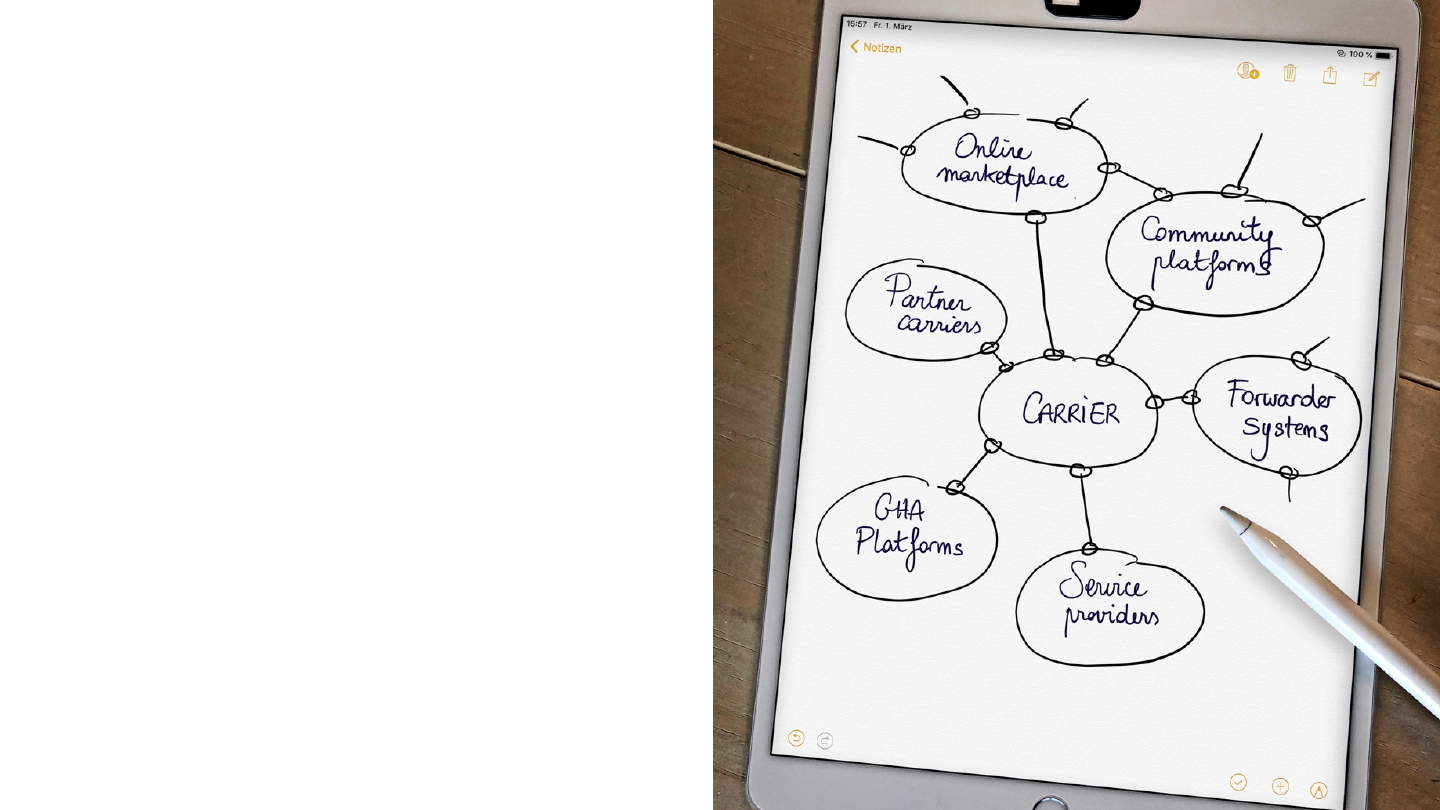 15:57 Fr. 1. März
100 %
Notizen
Online
marketplace
Community
platforms
Partner
carriers
CARRiER
Forwarder
Systems
GHA
Platforms
Service
providers